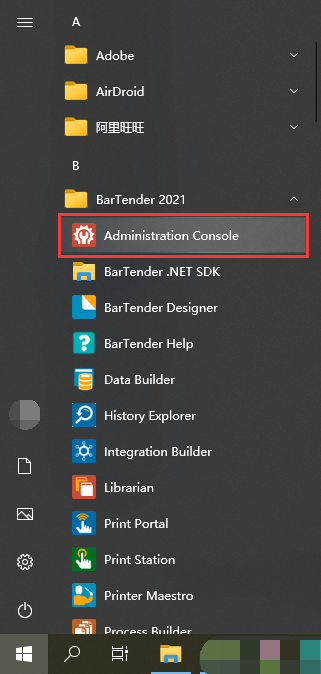 A
Adobe
AirDroid
阿里旺旺
B
BarTender 2021
Administration Console
BarTender .NET SDK
BarTender Designer
BarTender Help
Data Builder
History Explorer
Integration Builder
Librarian
Print Portal
Print Station
Printer Maestro
Process Builder